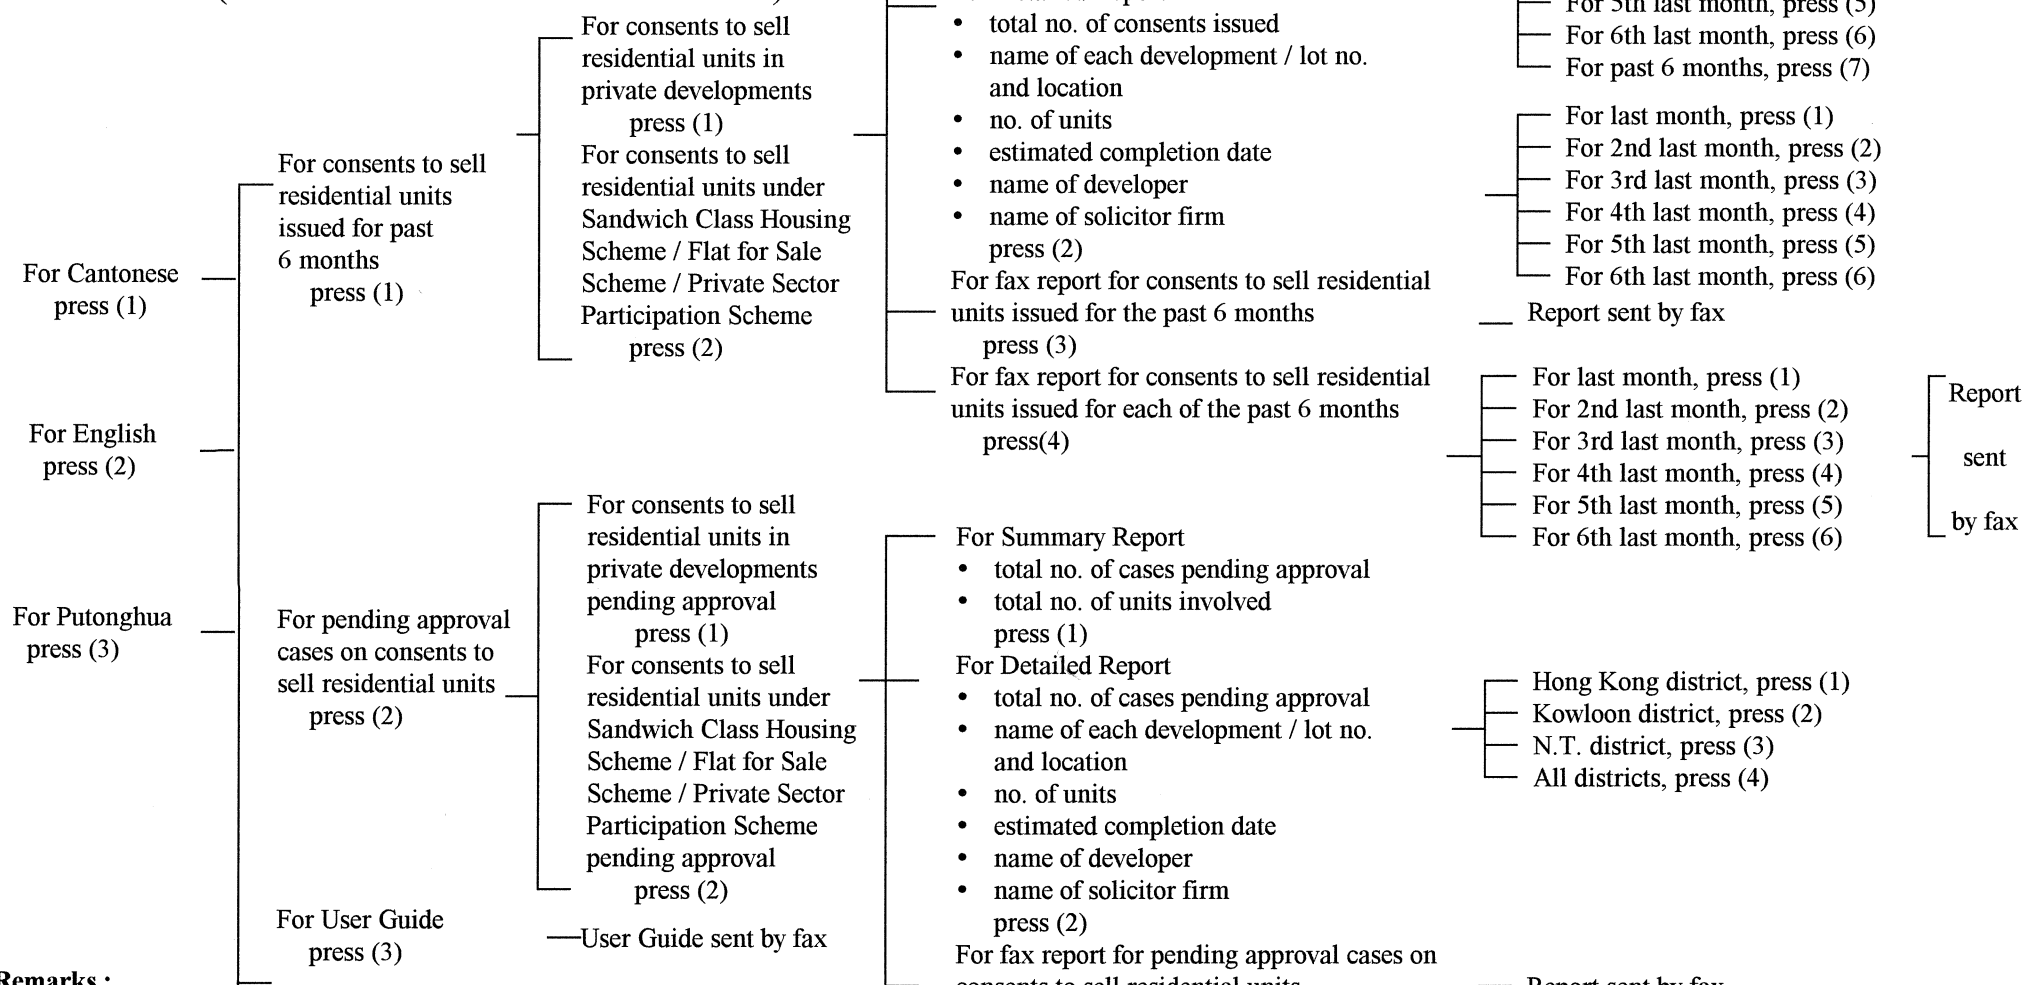 For Cantonese
press (1)
For English
press (2)
For Putonghua
press (3)
For consents to sell
residential units
issued for past
6 months
press (1)
For pending approval
cases on consents to
sell residential units
press (2)
For User Guide
press (3)
Remarks :
For consents to sell
residential units in
private developments
press (1)
For consents to sell
residential units under
Sandwich Class Housing
Scheme / Flat for Sale
Scheme / Private Sector
Participation Scheme
press (2)
For consents to sell
residential units in
private developments
pending approval
press (1)
For consents to sell
residential units under
Sandwich Class Housing
Scheme / Flat for Sale
Scheme / Private Sector
Participation Scheme
pending approval
press (2)
User Guide sent by fax
• total no. of consents issued
• name of each development / lot no.
and location
• no. of units
• estimated completion date
• name of developer
• name of solicitor firm
press (2)
For fax report for consents to sell residential
units issued for the past 6 months
press (3)
For fax report for consents to sell residential
units issued for each of the past 6 months
press(4)
For Summary Report
• total no. of cases pending approval
• total no. of units involved
press (1)
For Detailed Report
• total no. of cases pending approval
• name of each development / lot no.
and location
• no. of units
• estimated completion date
• name of developer
• name of solicitor firm
press (2)
For fax report for pending approval cases on
consents to sell residential units
For 5th last month, press (5)
For 6th last month, press (6)
For past 6 months, press (7)
For last month, press (1)
For 2nd last month, press (2)
For 3rd last month, press (3)
For 4th last month, press (4)
For 5th last month, press (5)
For 6th last month, press (6)
Report sent by fax
For last month, press (1)
For 2nd last month, press (2)
For 3rd last month, press (3)
For 4th last month, press (4)
For 5th last month, press (5)
For 6th last month, press (6)
Report
sent
by fax
Hong Kong district, press (1)
Kowloon district, press (2)
N.T. district, press (3)
All districts, press (4)
Report sent by fax